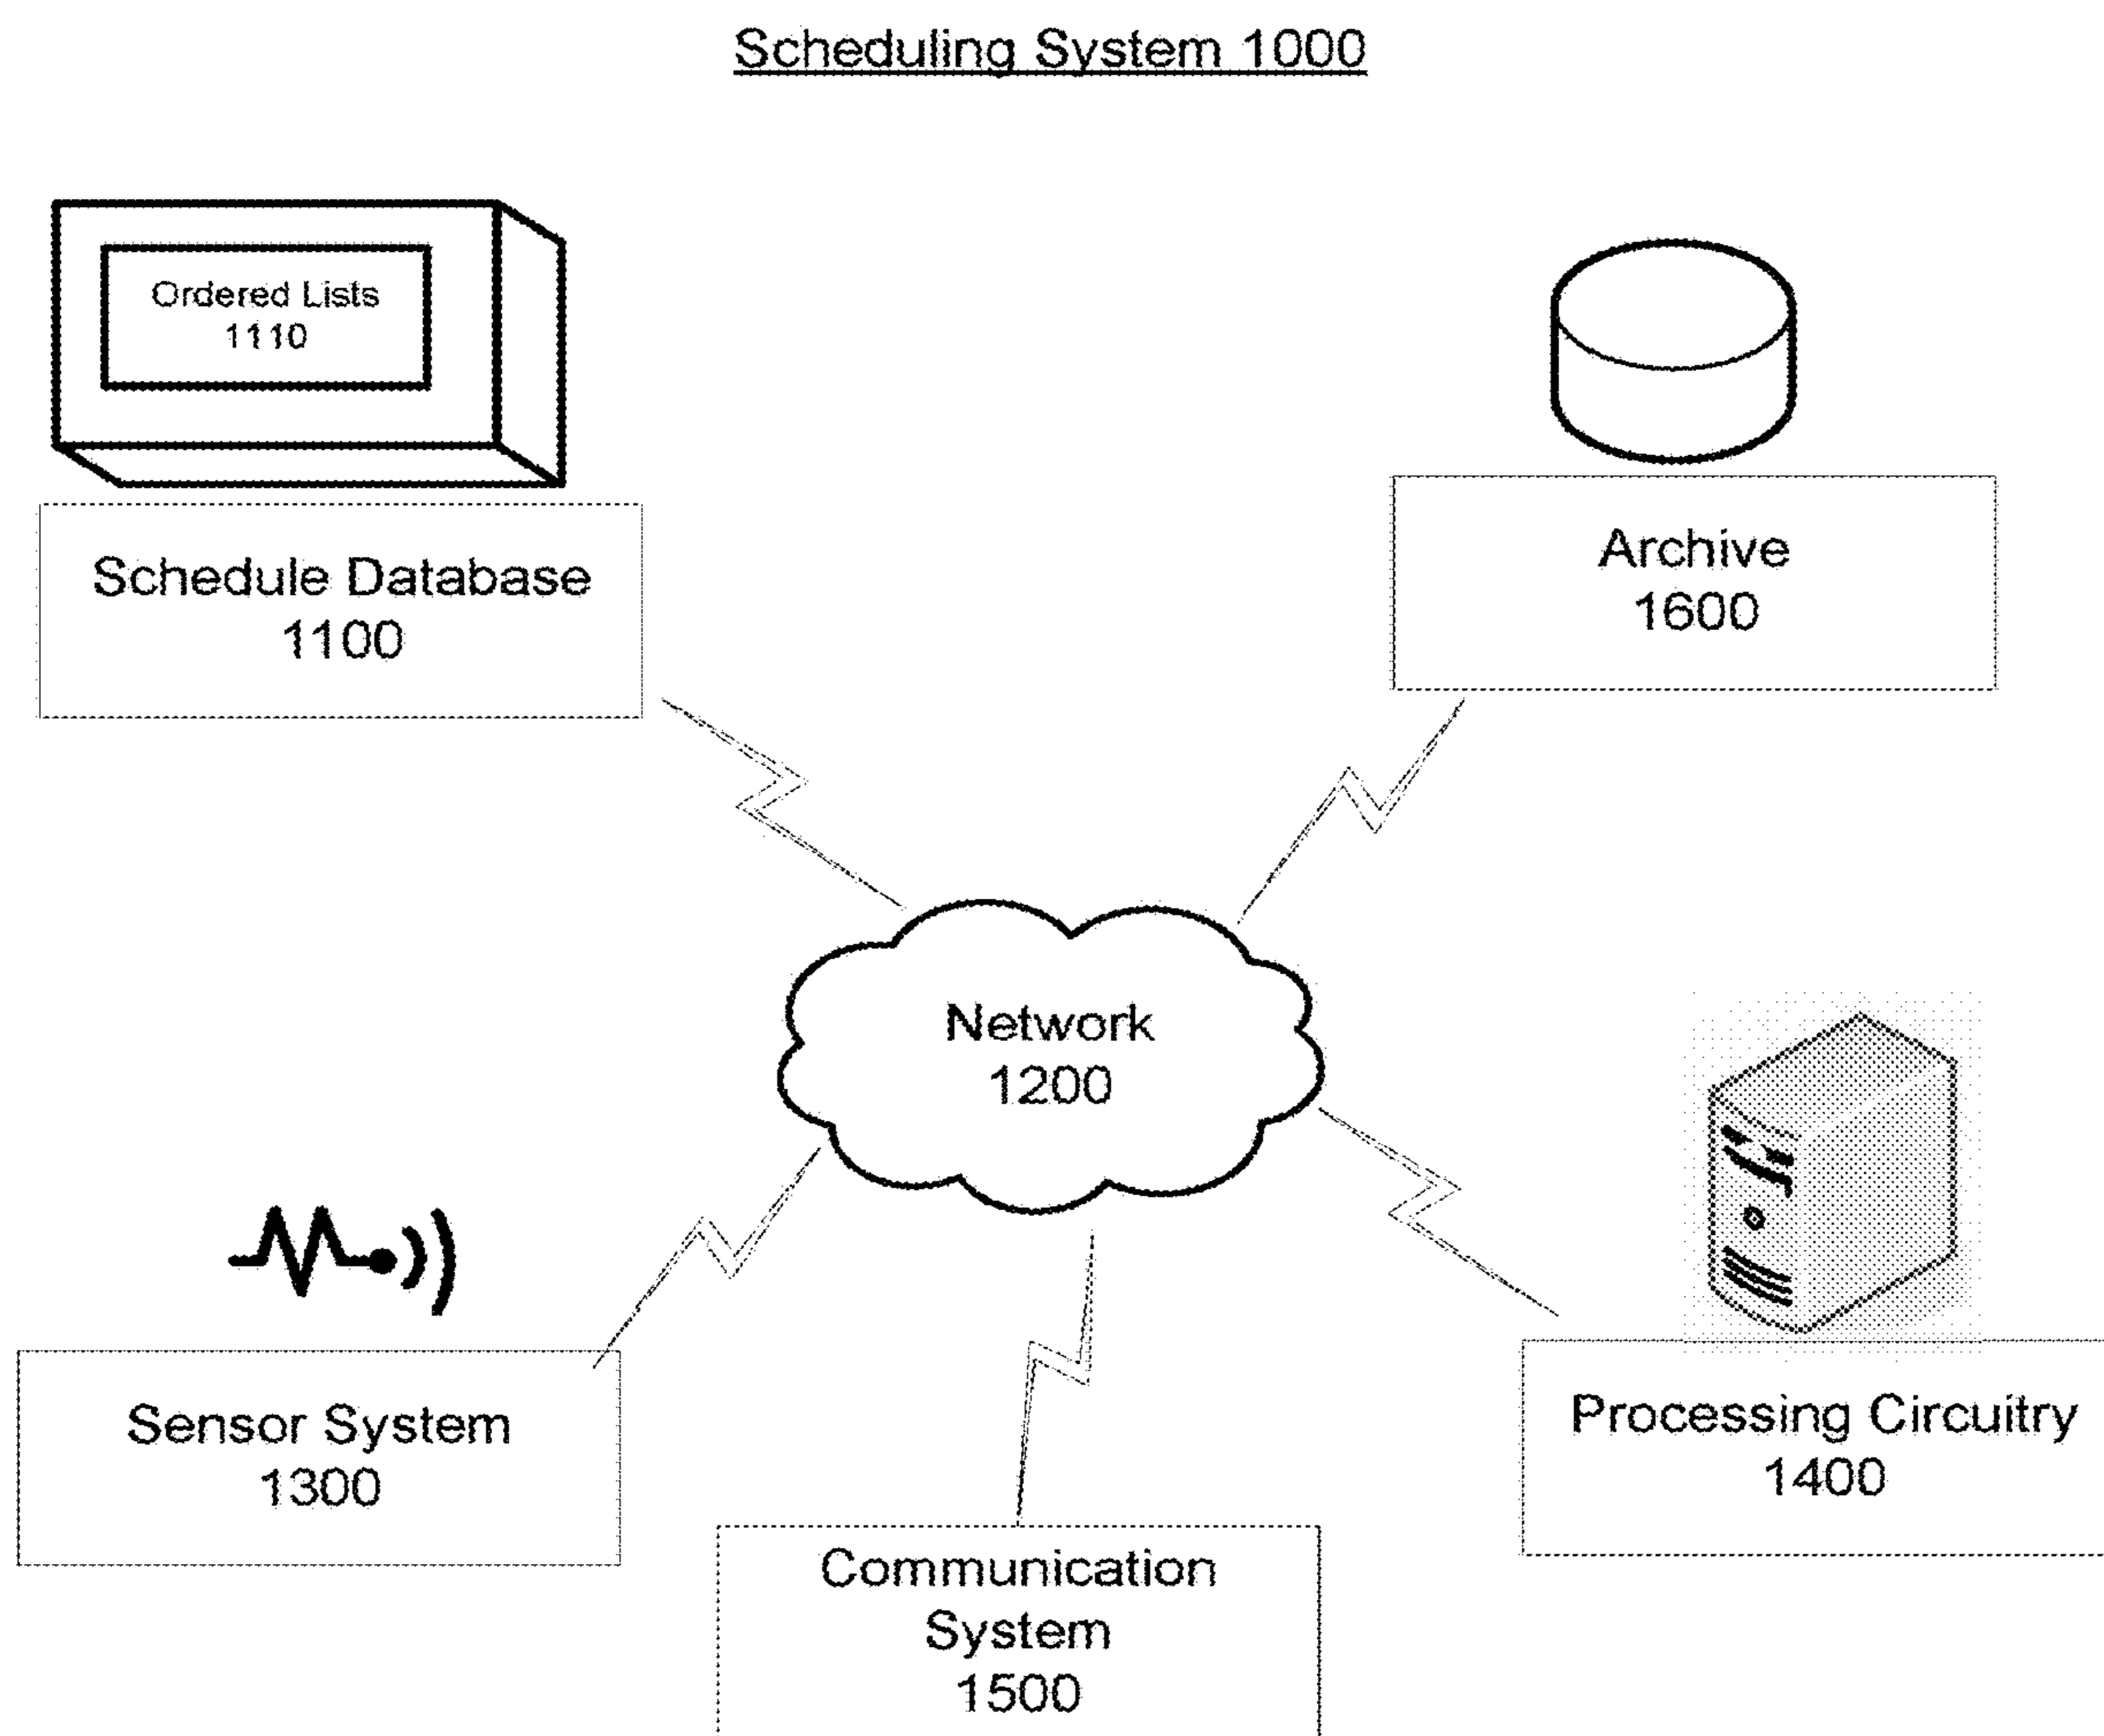 Scheduling System 1000
Ordered Lists
1110
Schedule Database
1100
Archive
1600
Network
1200
Sensor System
1300
Processing Circuitry
1400
Communication
System
1500